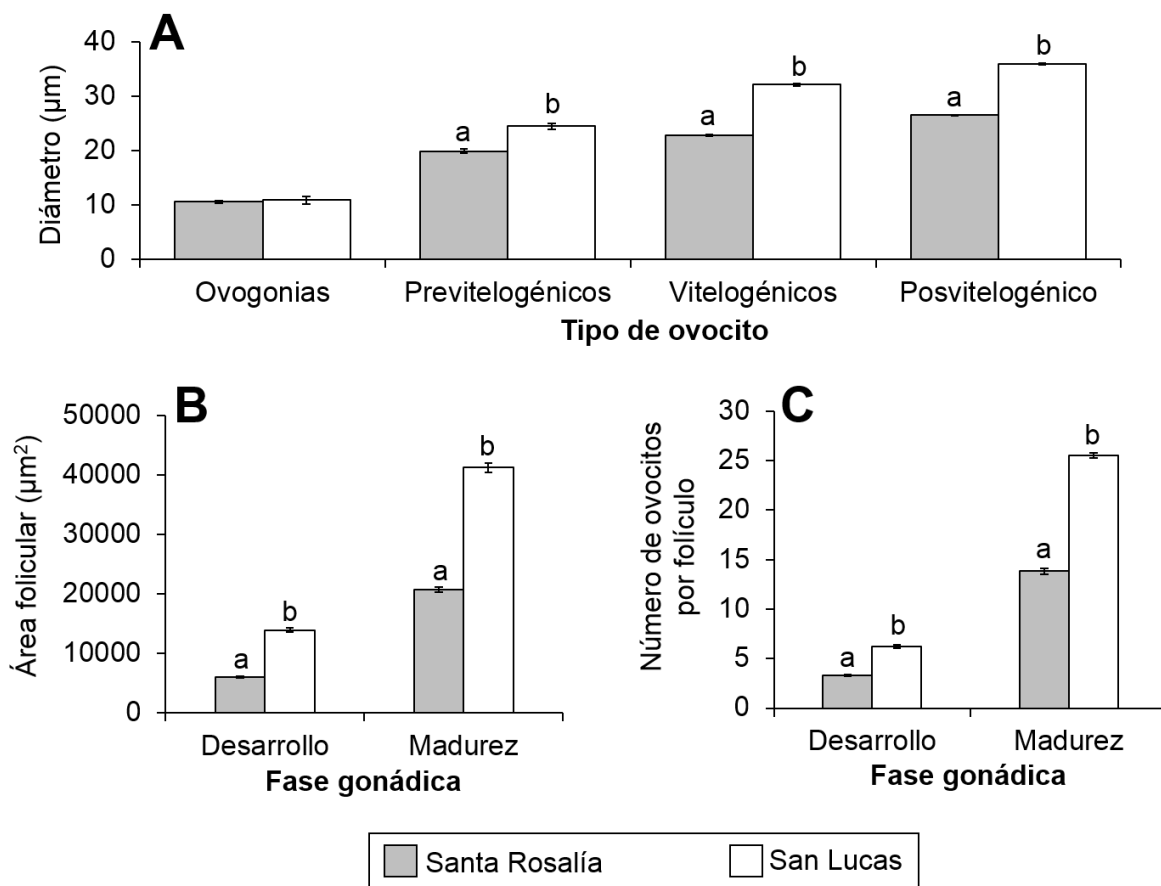 A
Diámetro (µm)
40
30
20
10
0
a
b
a
b
a
b
Ovogonias
Previtelogénicos
Vitelogénicos
Posvitelogénico
Tipo de ovocito
B
Área folicular (µm²)
50000
40000
30000
20000
10000
0
a
b
a
b
Desarrollo
Madurez
Fase gonádica
C
Número de ovocitos
por folículo
30
25
20
15
10
5
0
a
b
a
b
Desarrollo
Madurez
Fase gonádica
Santa Rosalía
San Lucas